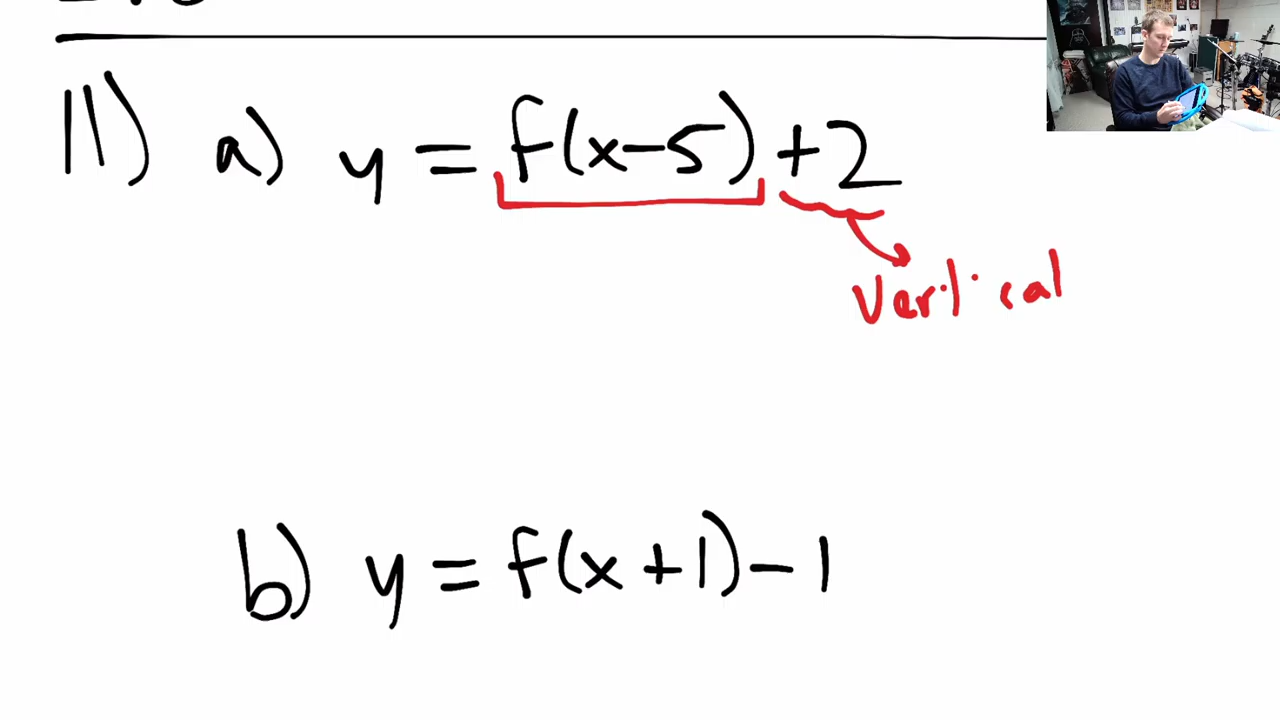 11) a) y = f(x-5) +2
Vertical
b) y = f(x+1) - 1